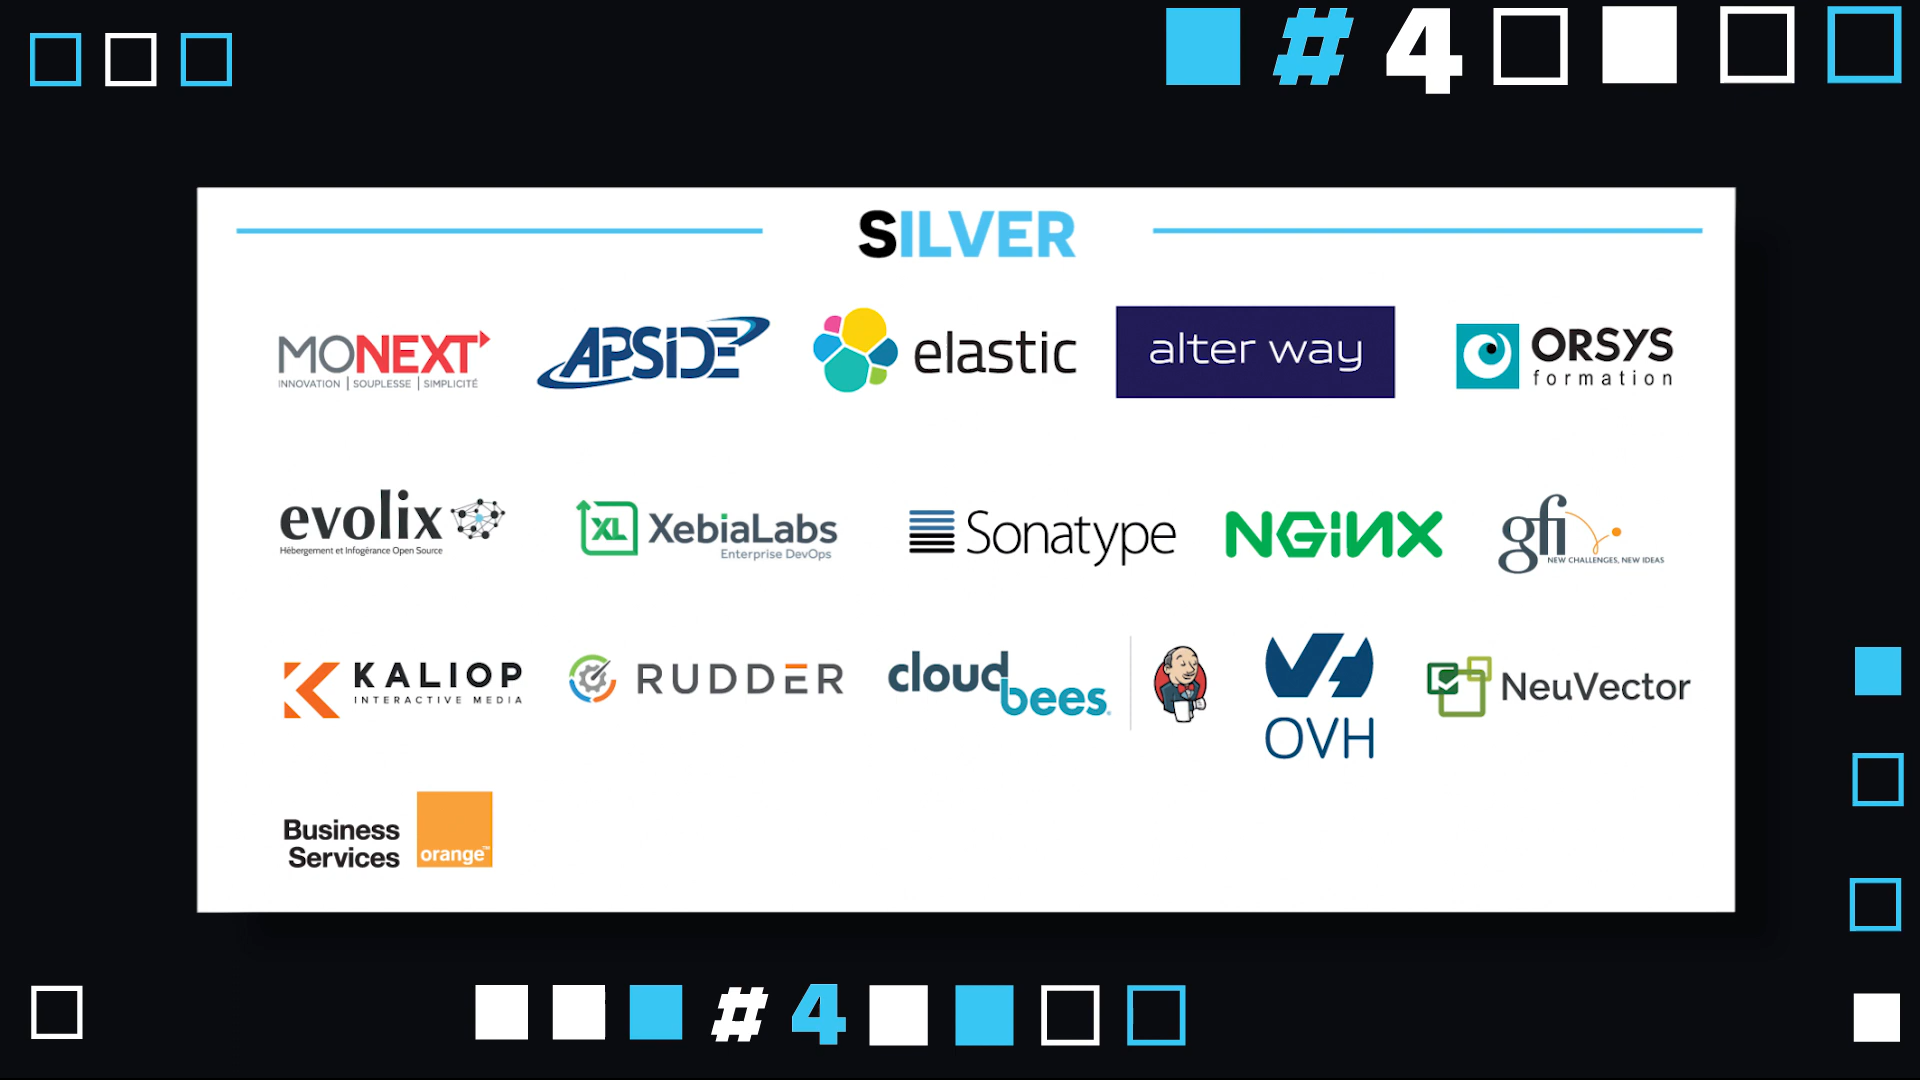 #4
SILVER
MONEXT
INNOVATION | SOUPLESSE | SIMPLICITÉ
APSIDE
elastic
alter way
ORSYS
formation
evolix
Hébergement et Infogérance Open Source
XL XebiaLabs
Enterprise DevOps
Sonatype
NGINX
gfi
NEW CHALLENGES, NEW IDEAS
KALIOP
INTERACTIVE MEDIA
RUDDER
cloudbees
OVH
NeuVector
Business
Services
orange™
#4